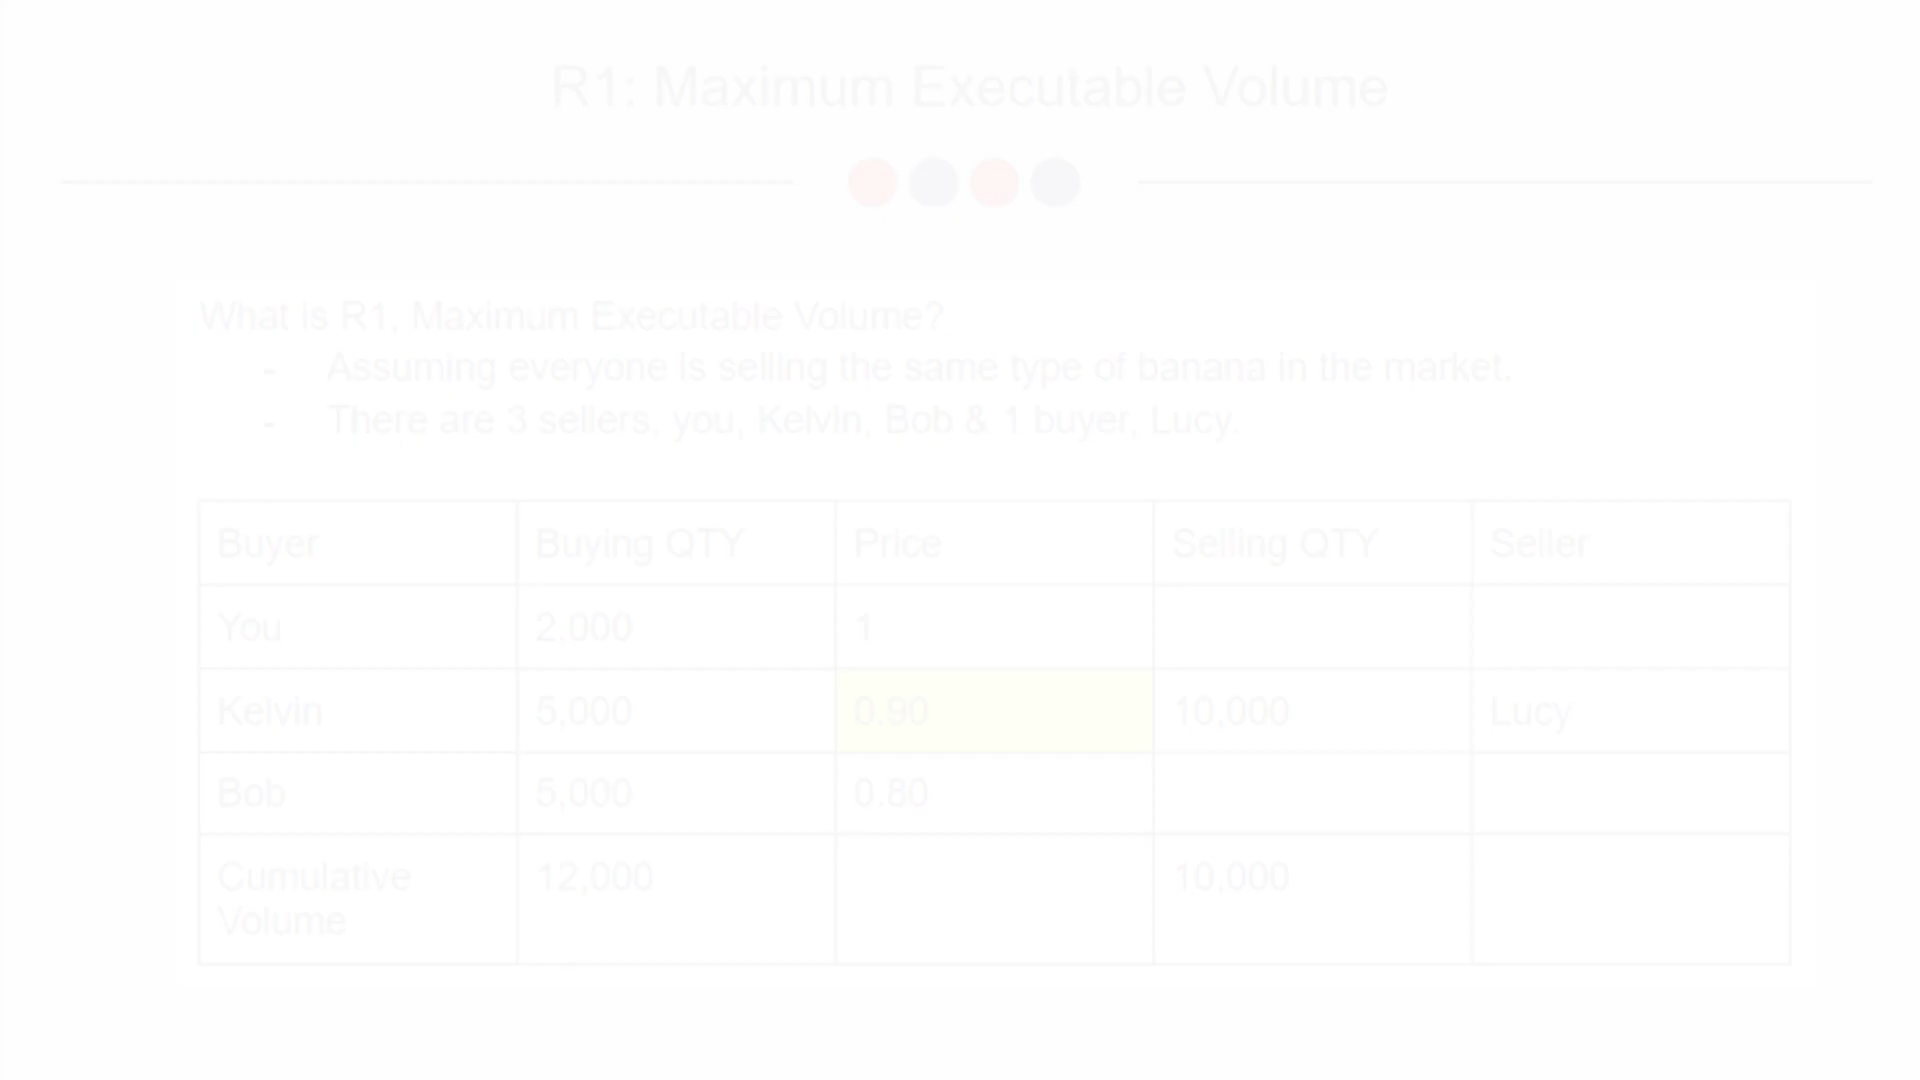 R1: Maximum Executable Volume
What is R1, Maximum Executable Volume?
- Assuming everyone is selling the same type of banana in the market.
- There are 3 sellers, you, Kelvin, Bob & 1 buyer, Lucy.
Buyer Buying QTY Price Selling QTY Seller
You 2,000 1
Kelvin 5,000 0.90 10,000 Lucy
Bob 5,000 0.80
Cumulative 12,000 10,000
Volume